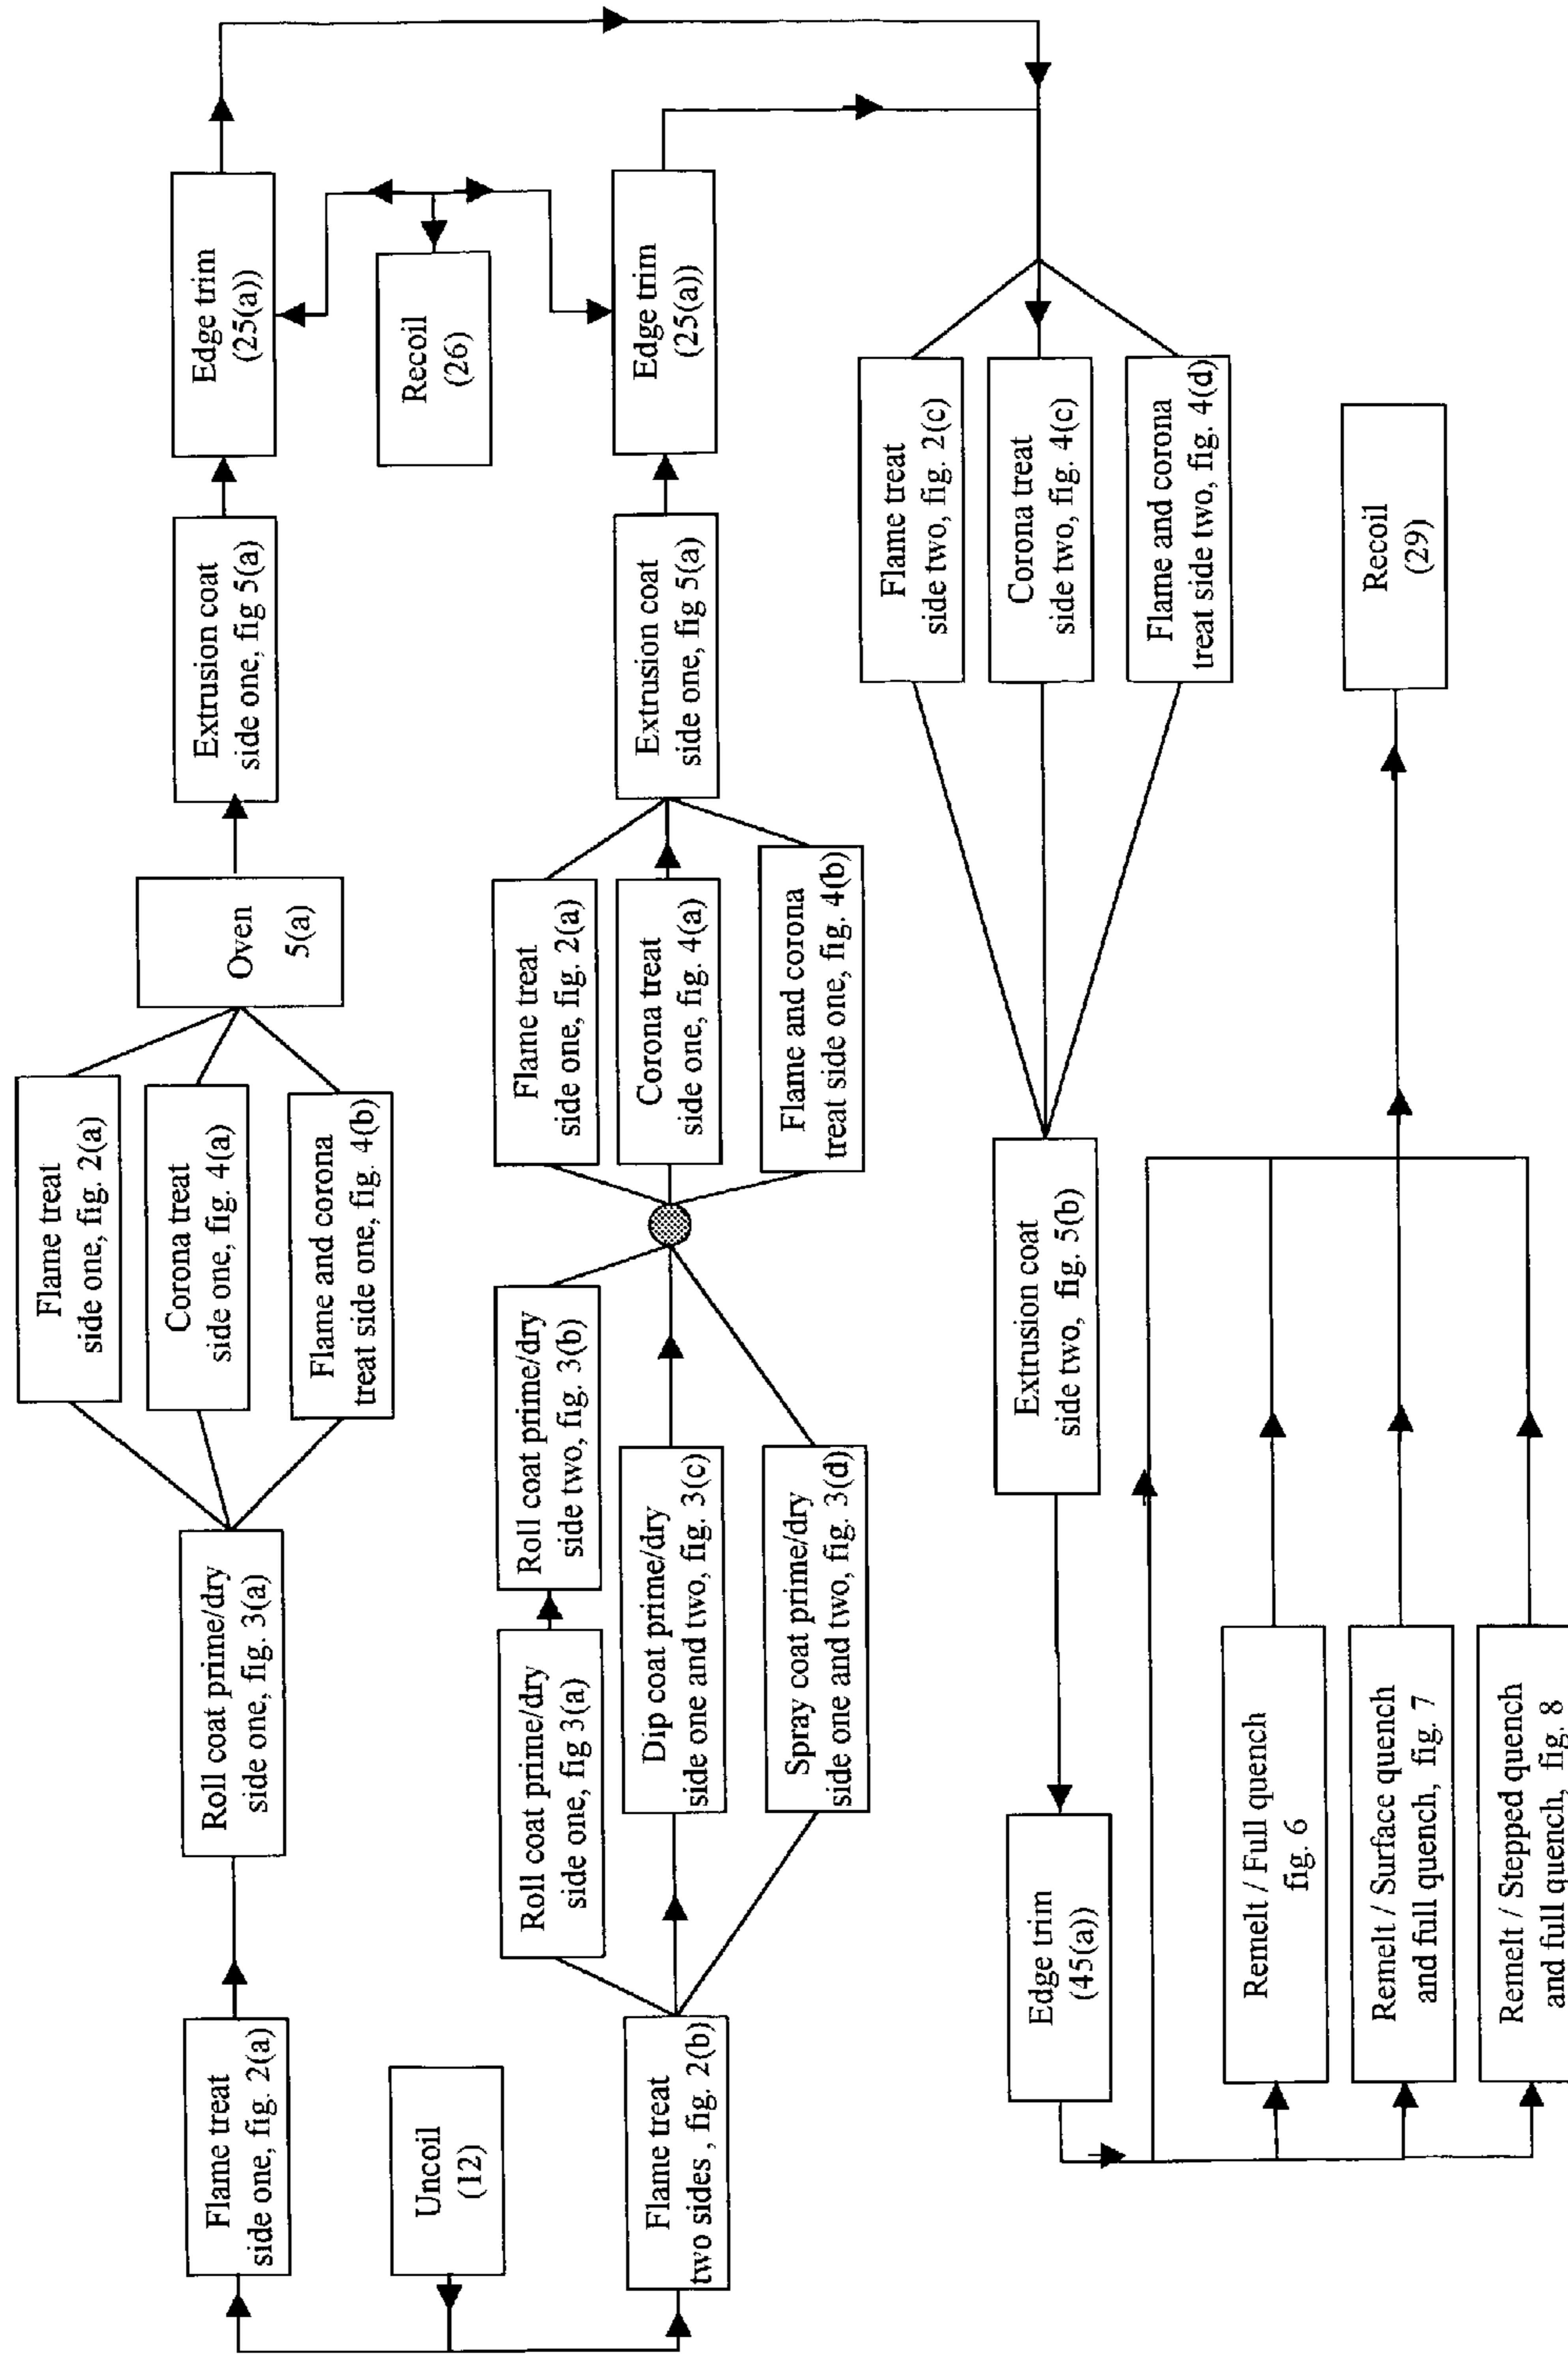 Flame treat
side one, fig. 2(a)
Roll coat prime/dry
side one, fig. 3(a)
Flame treat
side one, fig. 2(a)
Corona treat
side one, fig. 4(a)
Flame and corona
treat side one, fig. 4(b)
Oven
5(a)
Extrusion coat
side one, fig 5(a)
Edge trim
(25(a))
Uncoil
(12)
Recoil
(26)
Flame treat
two sides , fig. 2(b)
Roll coat prime/dry
side one, fig 3(a)
Roll coat prime/dry
side two, fig. 3(b)
Dip coat prime/dry
side one and two, fig. 3(c)
Spray coat prime/dry
side one and two, fig. 3(d)
Flame treat
side one, fig. 2(a)
Corona treat
side one, fig. 4(a)
Flame and corona
treat side one, fig. 4(b)
Extrusion coat
side one, fig 5(a)
Edge trim
(25(a))
Flame treat
side two, fig. 2(c)
Corona treat
side two, fig. 4(c)
Flame and corona
treat side two, fig. 4(d)
Extrusion coat
side two, fig. 5(b)
Edge trim
(45(a))
Remelt / Full quench
fig. 6
Remelt / Surface quench
and full quench, fig. 7
Remelt / Stepped quench
and full quench, fig. 8
Recoil
(29)